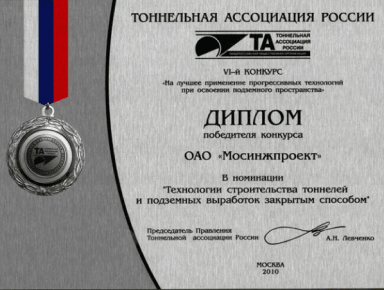 ТОННЕЛЬНАЯ АССОЦИАЦИЯ РОССИИ
ТА ТОННЕЛЬНАЯ
АССОЦИАЦИЯ
РОССИИ
VI-й КОНКУРС
«На лучшее применение прогрессивных технологий
при освоении подземного пространства»
ДИПЛОМ
победителя конкурса
ОАО «Мосинжпроект»
В номинации
"Технологии строительства тоннелей
и подземных выработок закрытым способом"
Председатель Правления
Тоннельной ассоциации России
А.Н. Левченко
МОСКВА
2010
ТА